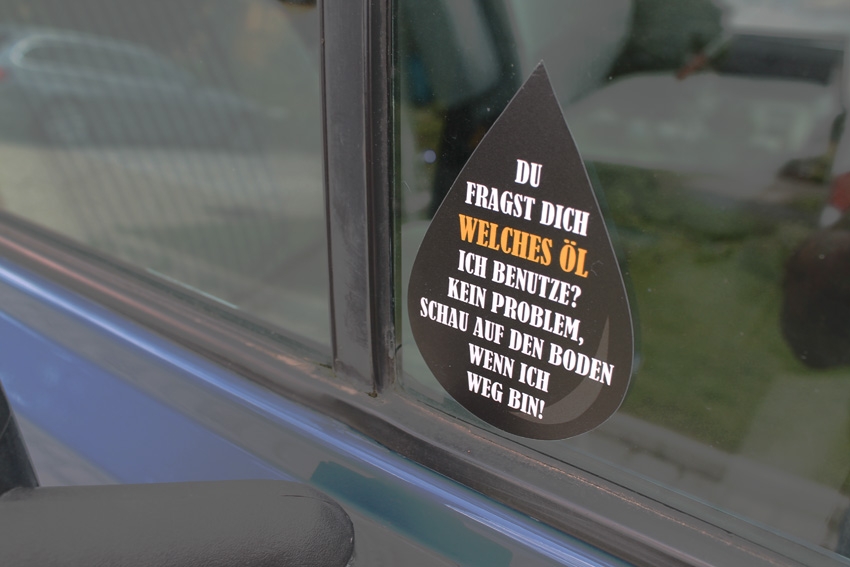 DU
FRAGST DICH
WELCHES ÖL
ICH BENUTZE?
KEIN PROBLEM,
SCHAU AUF DEN BODEN
WENN ICH
WEG BIN!